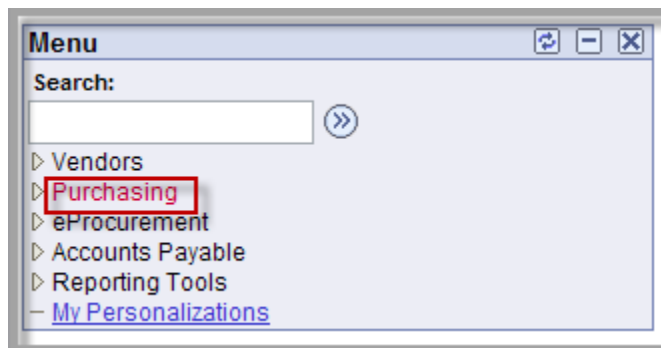 Menu
Search:
Vendors
Purchasing
eProcurement
Accounts Payable
Reporting Tools
My Personalizations